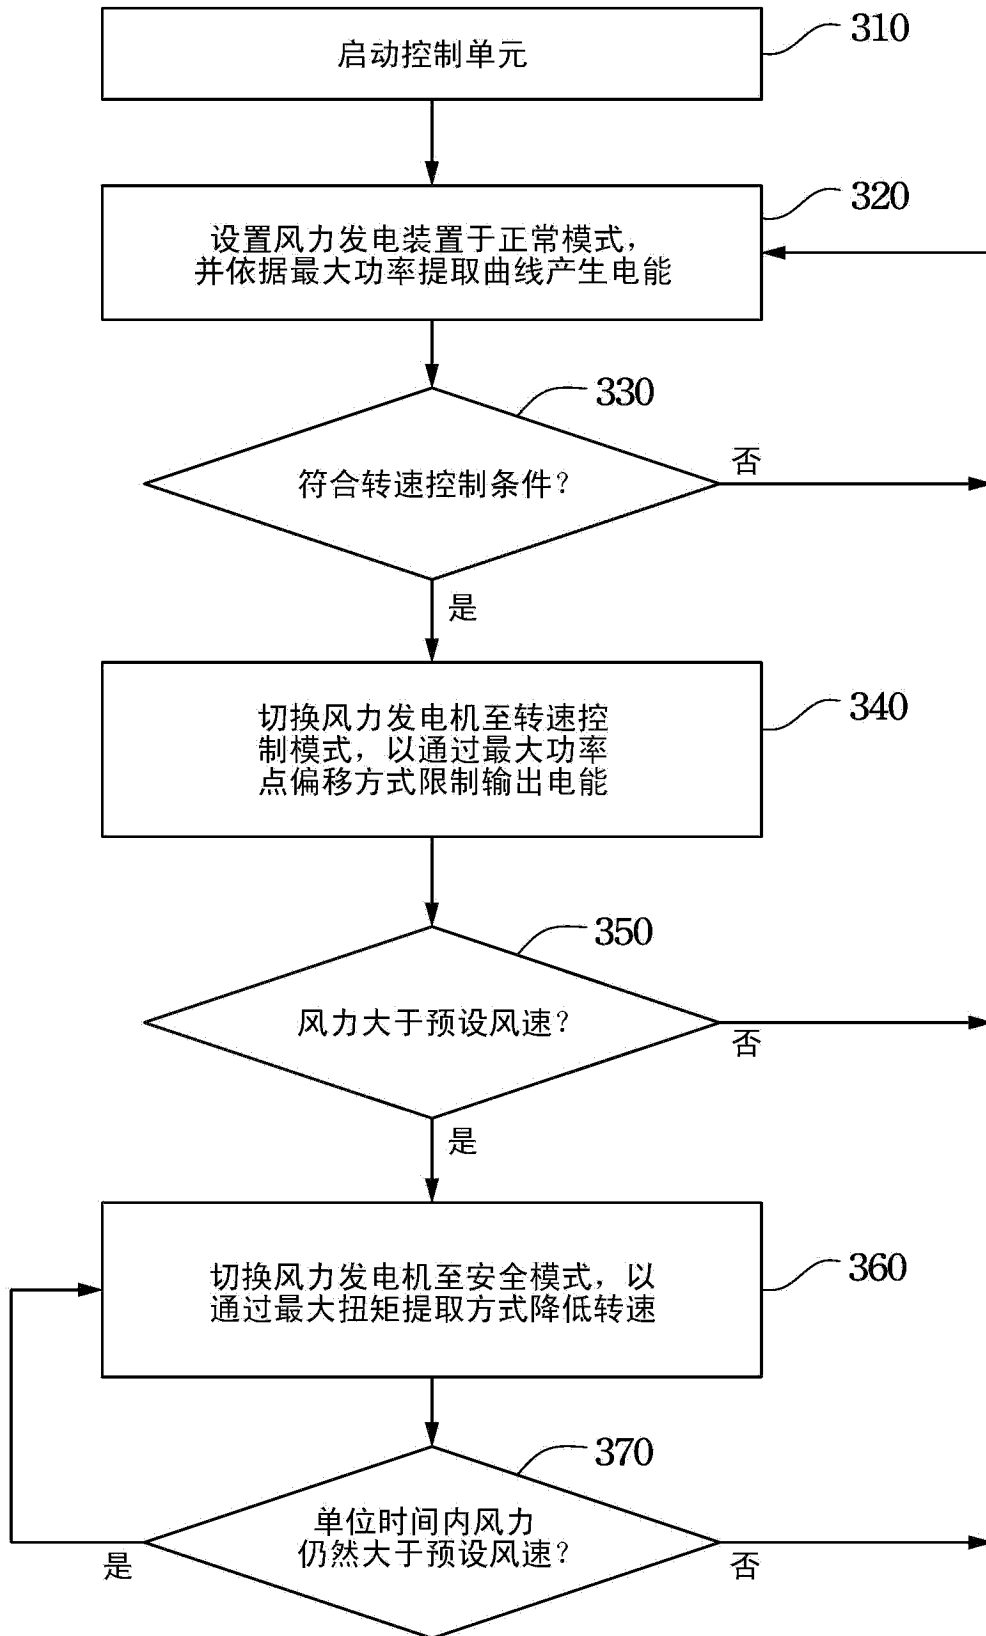 启动控制单元
310
设置风力发电装置于正常模式，
并依据最大功率提取曲线产生电能
320
符合转速控制条件？
330
否
是
切换风力发电机至转速控
制模式，以通过最大功率
点偏移方式限制输出电能
340
风力大于预设风速？
350
否
是
切换风力发电机至安全模式，以
通过最大扭矩提取方式降低转速
360
单位时间内风力
仍然大于预设风速？
370
是
否